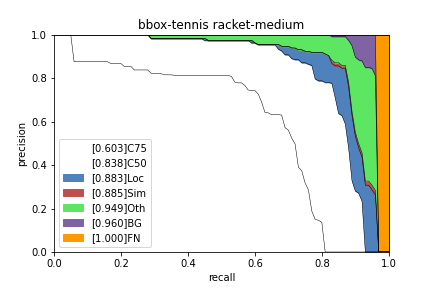 bbox-tennis racket-medium
1.0
0.8
0.6
0.4
0.2
0.0
precision
[0.603]C75
[0.838]C50
[0.883]Loc
[0.885]Sim
[0.949]Oth
[0.960]BG
[1.000]FN
0.0 0.2 0.4 0.6 0.8 1.0
recall